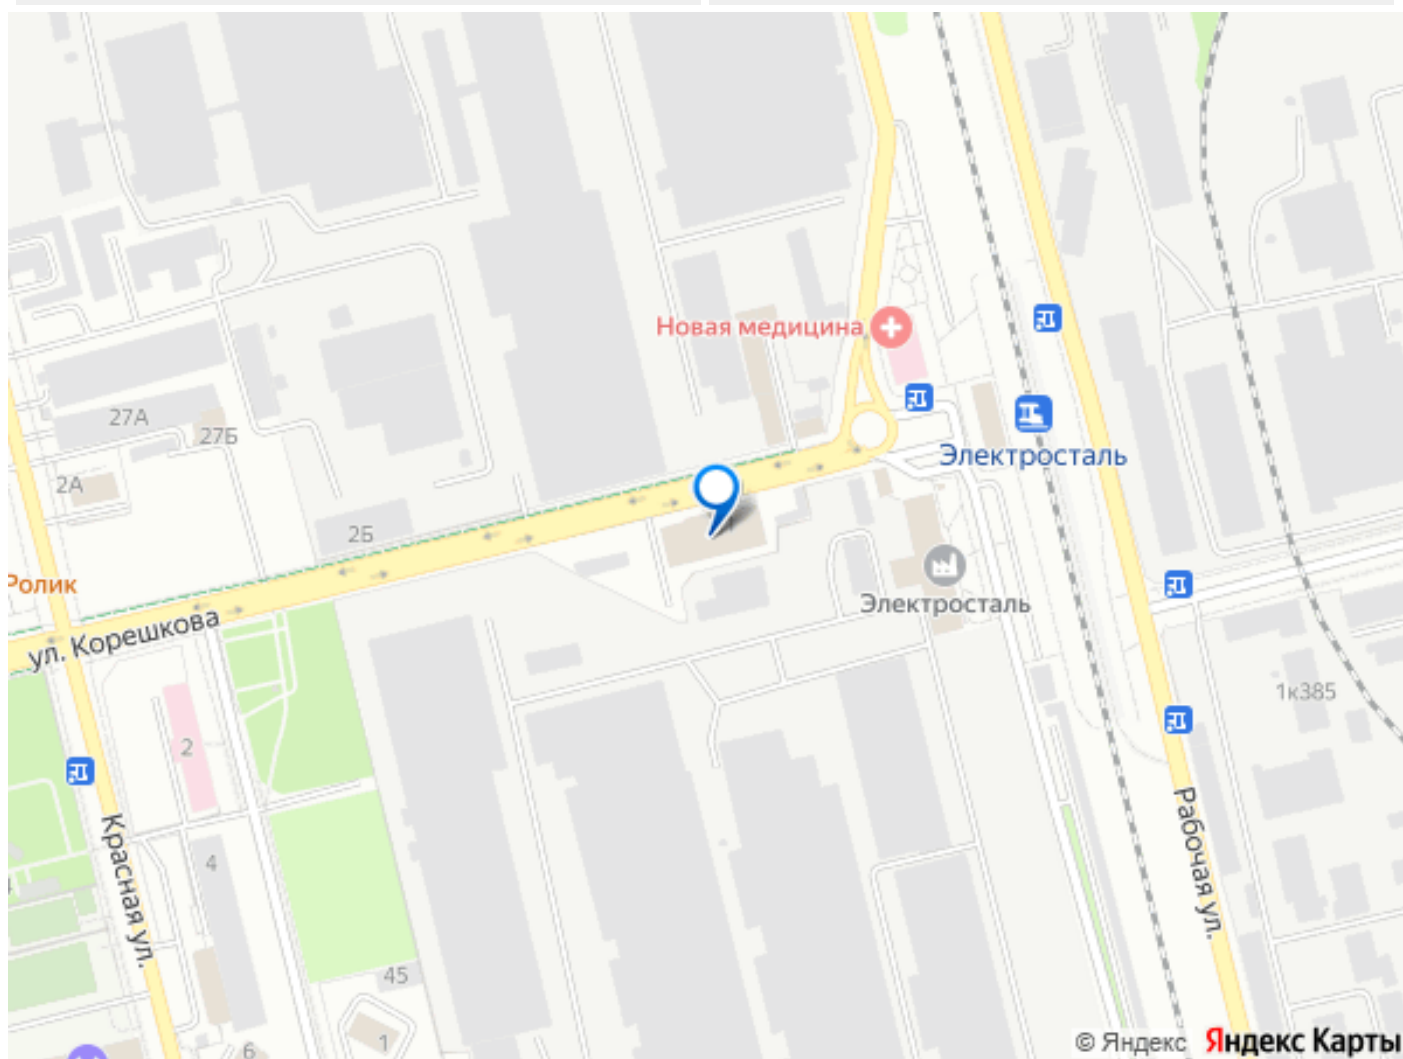 Новая медицина
27А
27Б
Электросталь
2А
2Б
Ролик
Электросталь
ул. Корешкова
1к385
2
Красная ул.
Рабочая ул.
4
45
1
6
© Яндекс Яндекс Карты